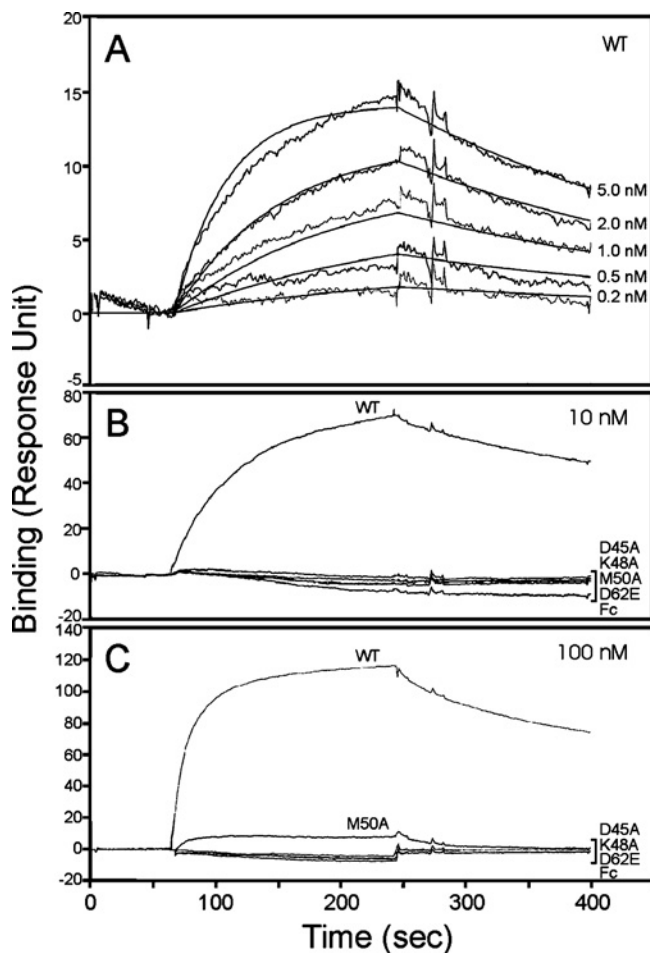 Binding (Response Unit)
A
WT
20
15
10
5
0
-5
5.0 nM
2.0 nM
1.0 nM
0.5 nM
0.2 nM
B
WT
10 nM
80
60
40
20
0
-20
D45A
K48A
M50A
D62E
Fc
C
WT
100 nM
140
120
100
80
60
40
20
0
-20
M50A
D45A
K48A
D62E
Fc
0
100
200
300
400
Time (sec)